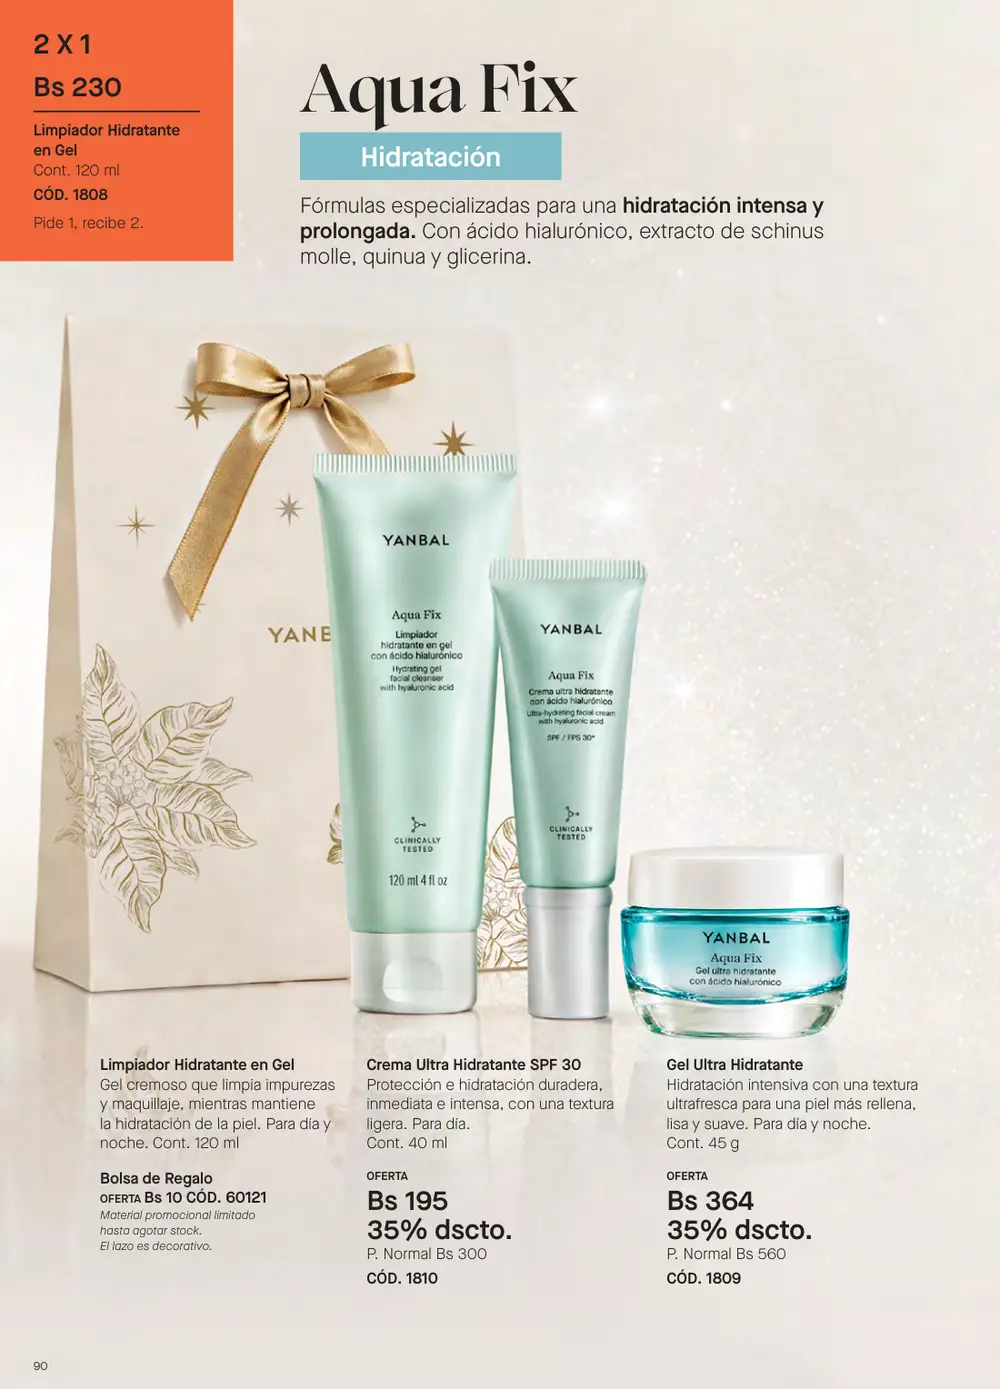 2 X 1
Bs 230
Limpiador Hidratante
en Gel
Cont. 120 ml
CÓD. 1808
Pide 1, recibe 2.
Aqua Fix
Hidratación
Fórmulas especializadas para una hidratación intensa y
prolongada. Con ácido hialurónico, extracto de schinus
molle, quinua y glicerina.
YANB
YANBAL
Aqua Fix
Limpiador
hidratante en gel
con ácido hialurónico
Hydrating gel
facial cleanser
with hyaluronic acid
CLINICALLY
TESTED
120 ml 4 fl oz
YANBAL
Aqua Fix
Crema ultra hidratante
con ácido hialurónico
Ultra-hydrating facial cream
with hyaluronic acid
SPF / FPS 30*
CLINICALLY
TESTED
YANBAL
Aqua Fix
Gel ultra hidratante
con ácido hialurónico
Limpiador Hidratante en Gel
Gel cremoso que limpia impurezas
y maquillaje, mientras mantiene
la hidratación de la piel. Para día y
noche. Cont. 120 ml
Bolsa de Regalo
OFERTA Bs 10 CÓD. 60121
Material promocional limitado
hasta agotar stock.
El lazo es decorativo.
Crema Ultra Hidratante SPF 30
Protección e hidratación duradera,
inmediata e intensa, con una textura
ligera. Para día.
Cont. 40 ml
OFERTA
Bs 195
35% dscto.
P. Normal Bs 300
CÓD. 1810
Gel Ultra Hidratante
Hidratación intensiva con una textura
ultrafresca para una piel más rellena,
lisa y suave. Para día y noche.
Cont. 45 g
OFERTA
Bs 364
35% dscto.
P. Normal Bs 560
CÓD. 1809
90